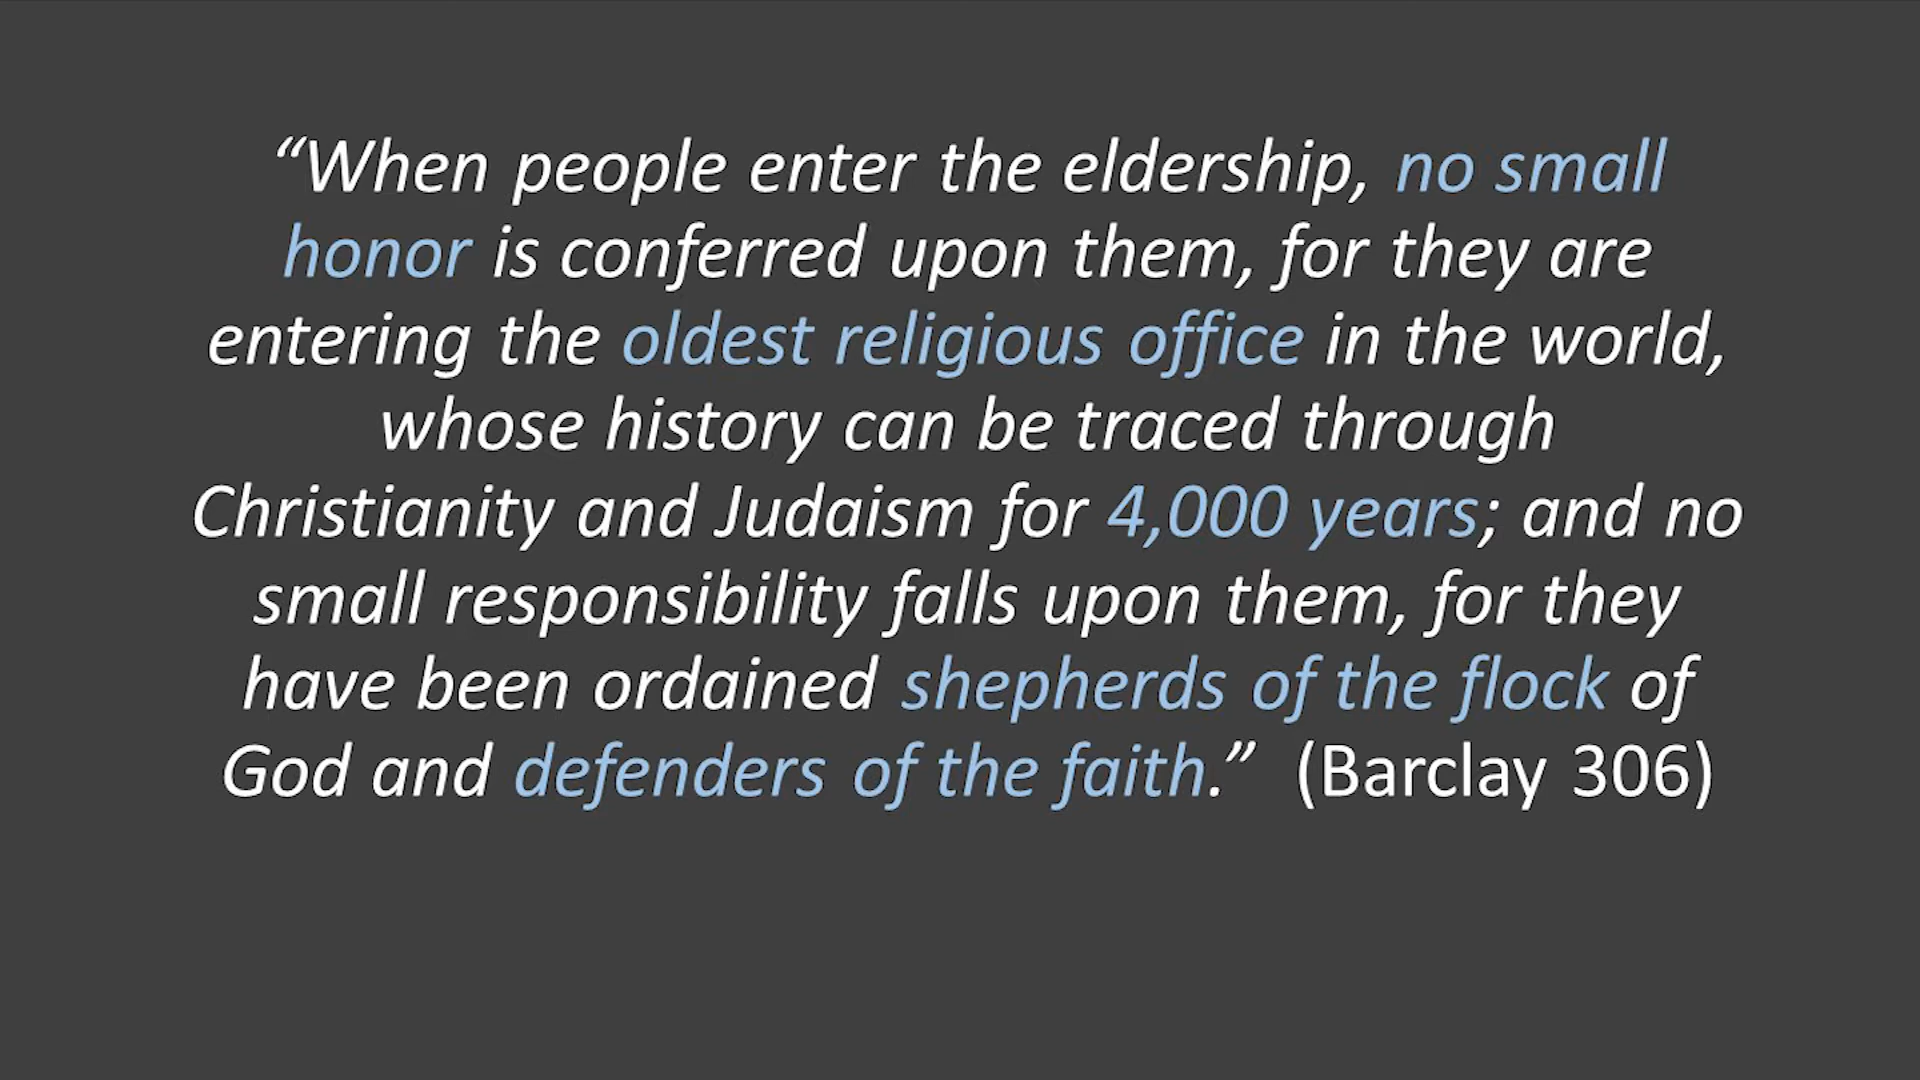 “When people enter the eldership, no small
honor is conferred upon them, for they are
entering the oldest religious office in the world,
whose history can be traced through
Christianity and Judaism for 4,000 years; and no
small responsibility falls upon them, for they
have been ordained shepherds of the flock of
God and defenders of the faith.”  (Barclay 306)